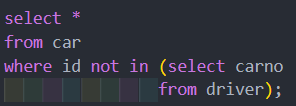 select *
from car
where id not in (select carno
from driver);